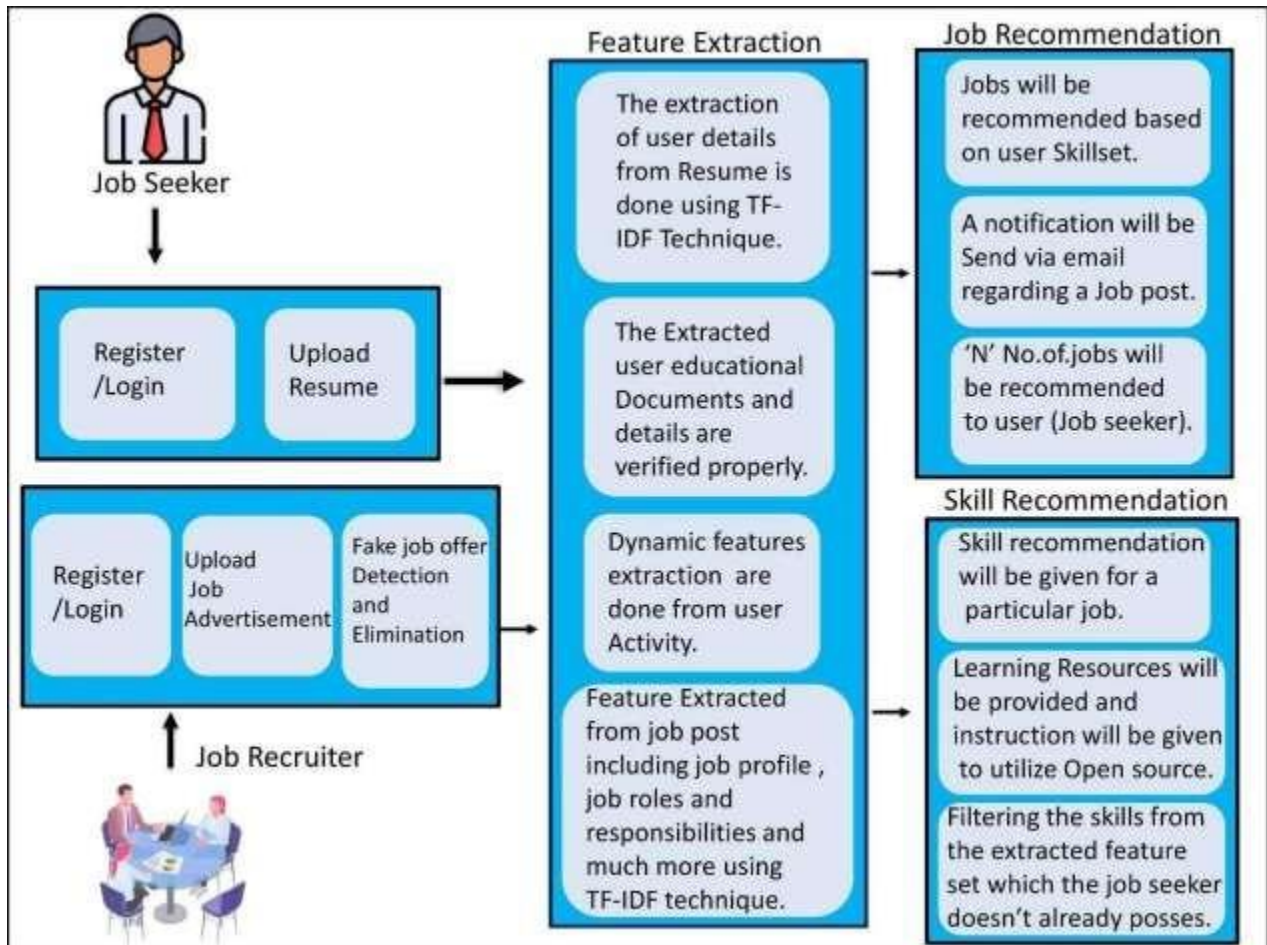 Job Seeker
Register
/Login
Upload
Resume
Register
/Login
Upload
Job
Advertisement
Fake job offer
Detection
and
Elimination
Job Recruiter
Feature Extraction
The extraction
of user details
from Resume is
done using TF-
IDF Technique.
The Extracted
user educational
Documents and
details are
verified properly.
Dynamic features
extraction are
done from user
Activity.
Feature Extracted
from job post
including job profile ,
job roles and
responsibilities and
much more using
TF-IDF technique.
Job Recommendation
Jobs will be
recommended based
on user Skillset.
A notification will be
Send via email
regarding a Job post.
‘N’ No.of.jobs will
be recommended
to user (Job seeker).
Skill Recommendation
Skill recommendation
will be given for a
particular job.
Learning Resources will
be provided and
instruction will be given
to utilize Open source.
Filtering the skills from
the extracted feature
set which the job seeker
doesn’t already posses.